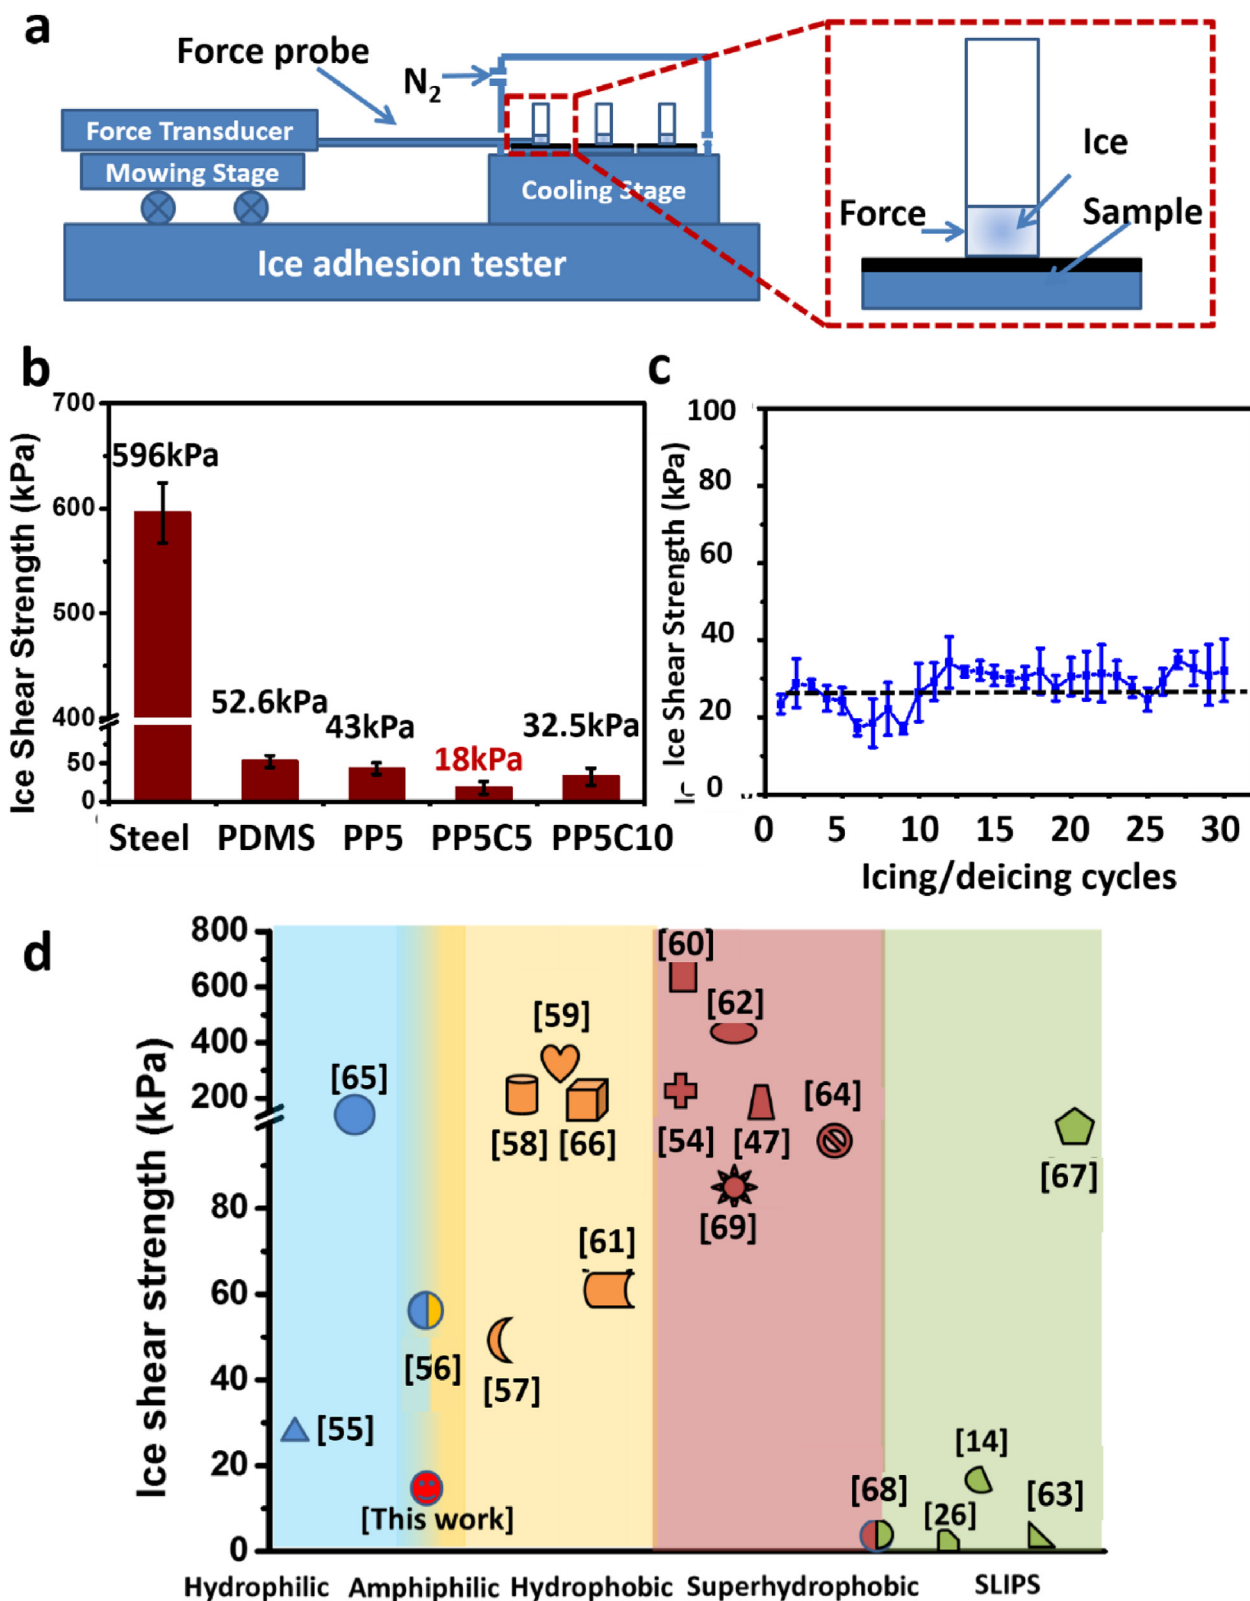 a
Force probe
N2
Force Transducer
Mowing Stage
Cooling Stage
Ice adhesion tester
Ice
Force
Sample
b
Ice Shear Strength (kPa)
700
600
500
400
50
0
596kPa
52.6kPa
43kPa
18kPa
32.5kPa
Steel PDMS PP5 PP5C5 PP5C10
c
Ice Shear Strength (kPa)
100
80
60
40
20
0
0 5 10 15 20 25 30
Icing/deicing cycles
d
Ice shear strength (kPa)
800
600
400
200
80
60
40
20
0
[60]
[62]
[59]
[65]
[64]
[58] [66]
[54] [47]
[67]
[69]
[61]
[56]
[57]
[55]
[14]
[68]
[63]
[26]
[This work]
Hydrophilic Amphiphilic Hydrophobic Superhydrophobic SLIPS